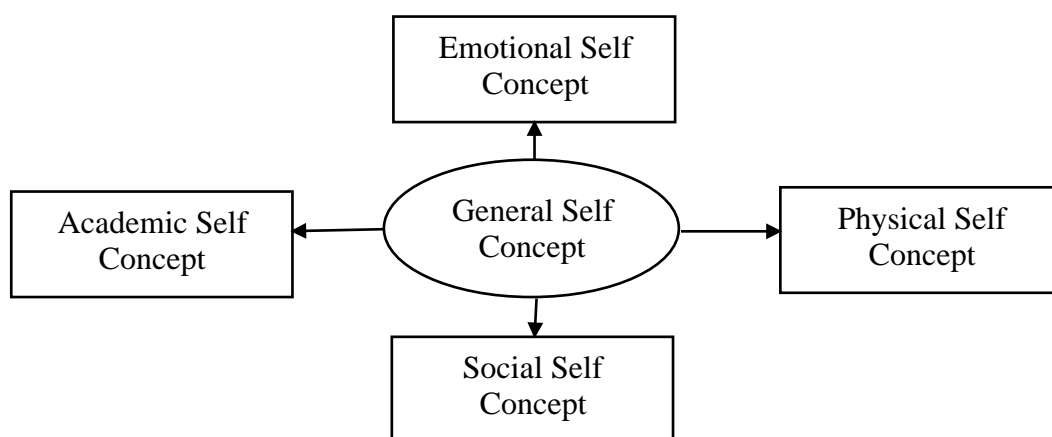 Emotional Self
Concept
Academic Self
Concept
General Self
Concept
Physical Self
Concept
Social Self
Concept